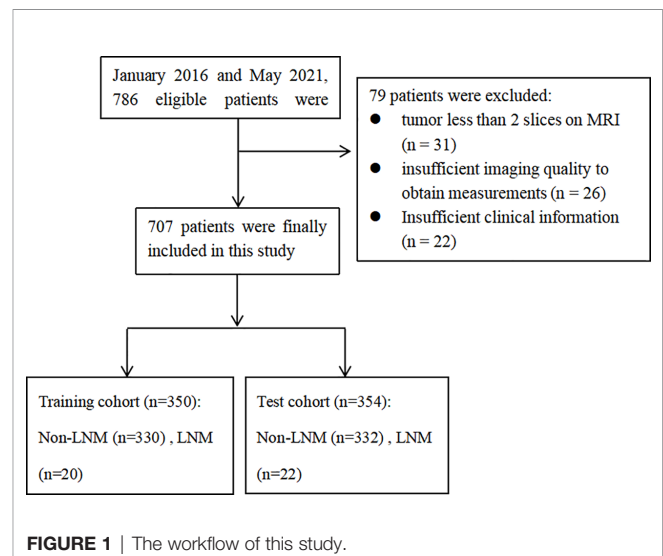 January 2016 and May 2021,
786 eligible patients were
79 patients were excluded:
● tumor less than 2 slices on MRI
(n = 31)
● insufficient imaging quality to
obtain measurements (n = 26)
● Insufficient clinical information
(n = 22)
707 patients were finally
included in this study
Training cohort (n=350):
Non-LNM (n=330) , LNM
(n=20)
Test cohort (n=354):
Non-LNM (n=332) , LNM
(n=22)
FIGURE 1 | The workflow of this study.